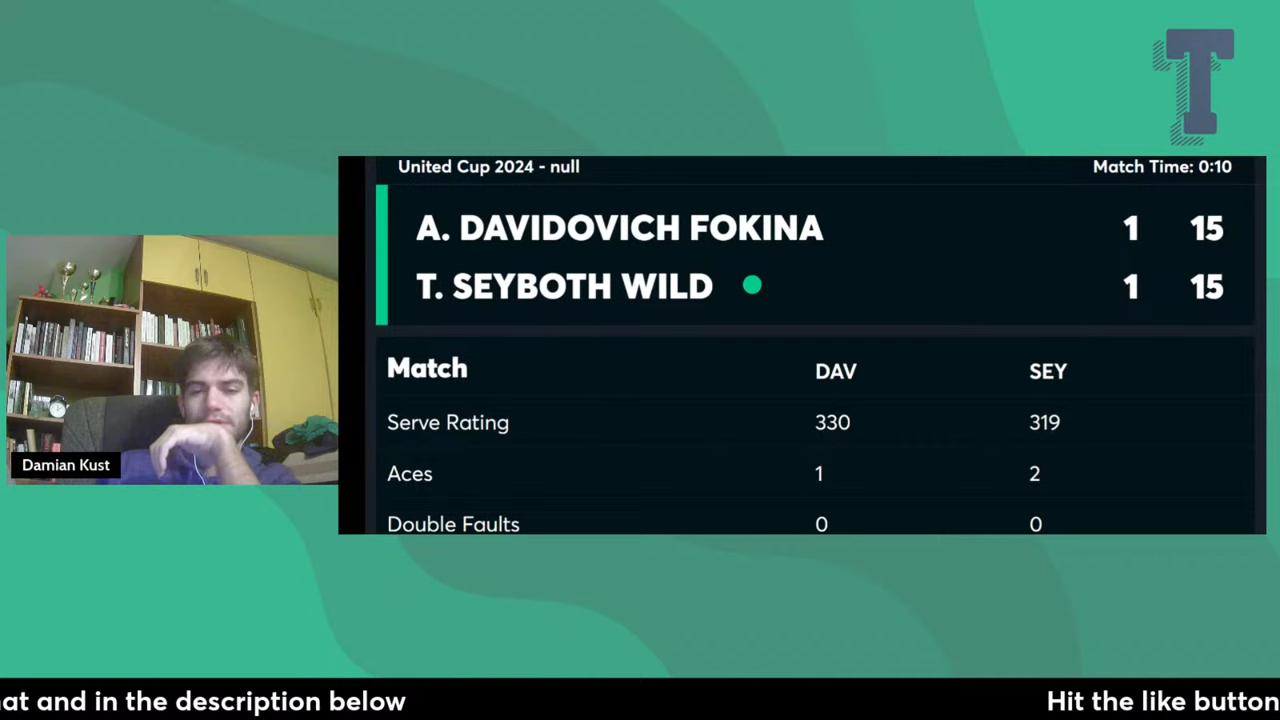 T
United Cup 2024 - null
Match Time: 0:10
A. DAVIDOVICH FOKINA 1 15
T. SEYBOTH WILD 1 15
Match DAV SEY
Serve Rating 330 319
Aces 1 2
Double Faults 0 0
Damian Kust
at and in the description below
Hit the like button